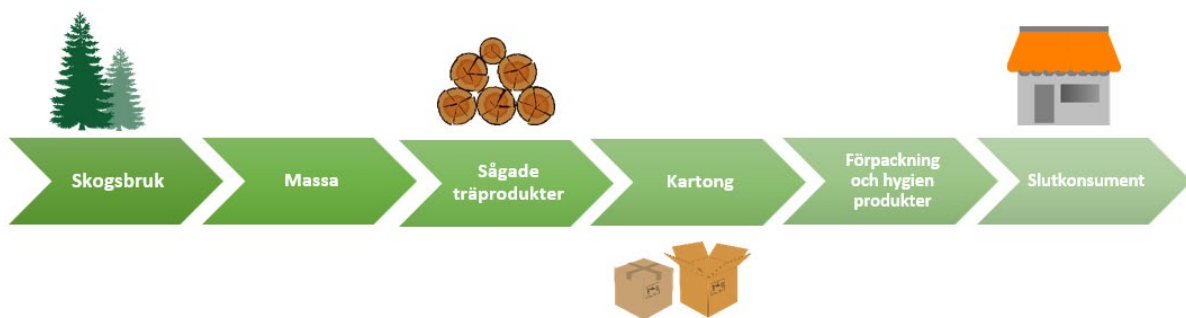 Skogsbruk
Massa
Sågade
träprodukter
Kartong
Förpackning
och hygien
produkter
Slutkonsument